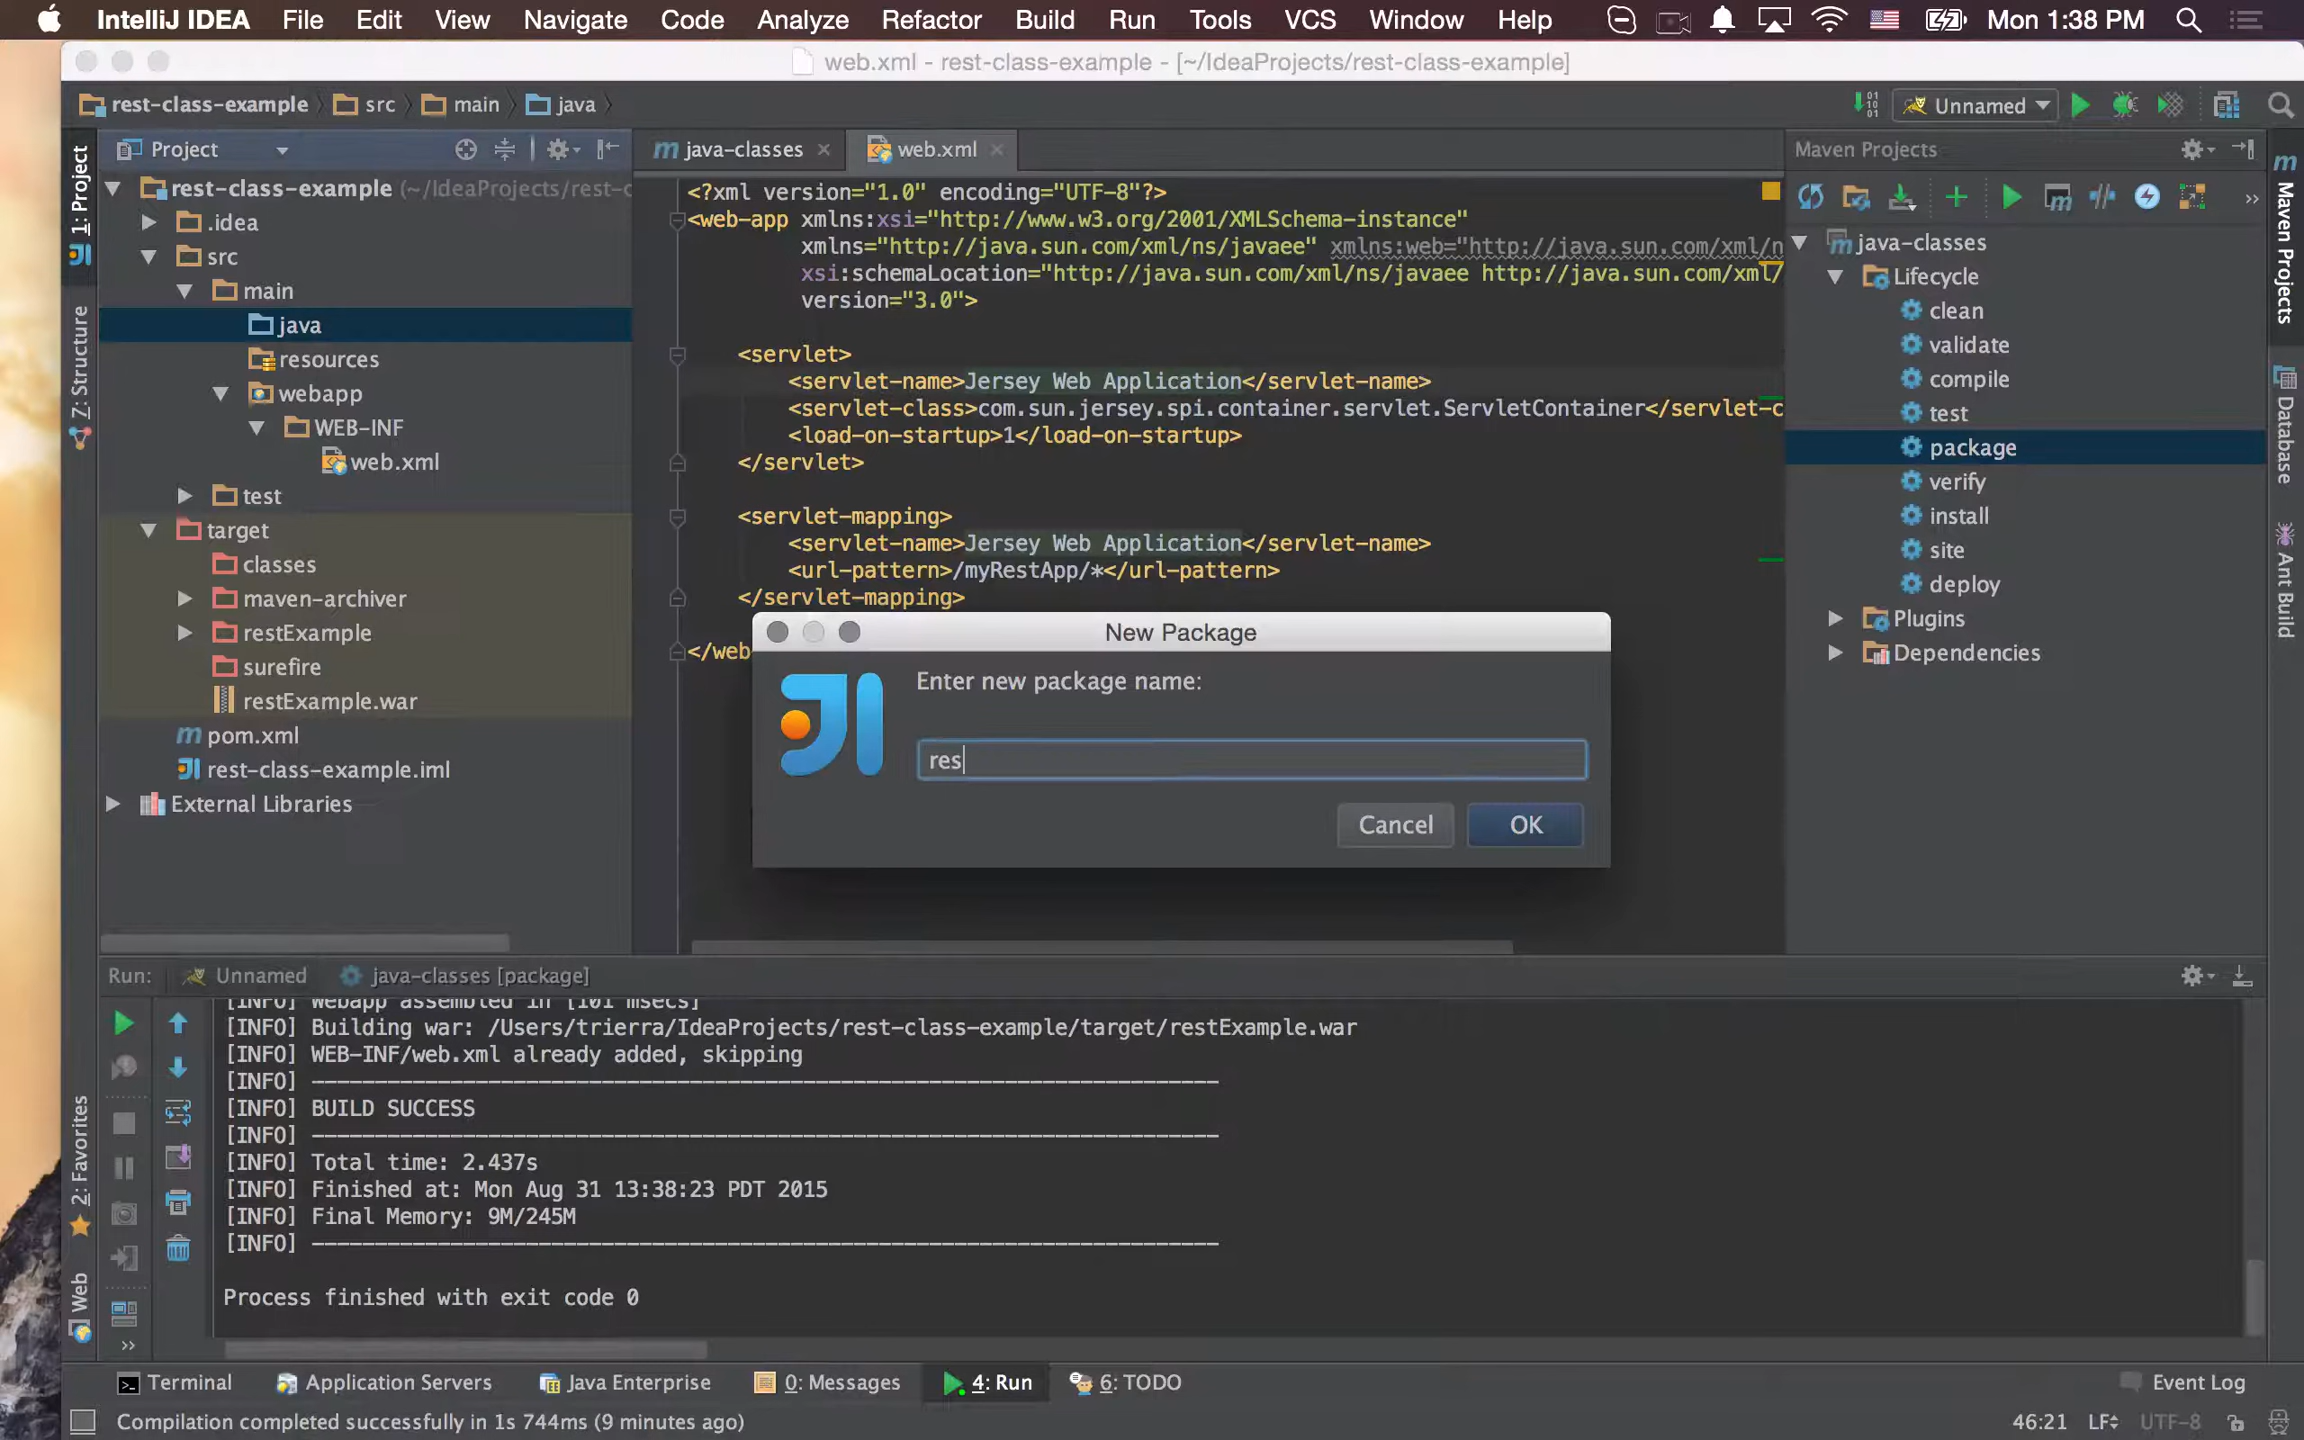 IntelliJ IDEA File Edit View Navigate Code Analyze Refactor Build Run Tools VCS Window Help Mon 1:38 PM
web.xml - rest-class-example - [~/IdeaProjects/rest-class-example]
rest-class-example src main java Unnamed
1: Project
Z: Structure
2: Favorites
Web
Project
rest-class-example (~/IdeaProjects/rest-c
.idea
src
main
java
resources
webapp
WEB-INF
web.xml
test
target
classes
maven-archiver
restExample
surefire
restExample.war
pom.xml
rest-class-example.iml
External Libraries
java-classes web.xml
<?xml version="1.0" encoding="UTF-8"?>
<web-app xmlns:xsi="http://www.w3.org/2001/XMLSchema-instance"
xmlns="http://java.sun.com/xml/ns/javaee" xmlns:web="http://java.sun.com/xml/n
xsi:schemaLocation="http://java.sun.com/xml/ns/javaee http://java.sun.com/xml/
version="3.0">
<servlet>
<servlet-name>Jersey Web Application</servlet-name>
<servlet-class>com.sun.jersey.spi.container.servlet.ServletContainer</servlet-c
<load-on-startup>1</load-on-startup>
</servlet>
<servlet-mapping>
<servlet-name>Jersey Web Application</servlet-name>
<url-pattern>/myRestApp/*</url-pattern>
</servlet-mapping>
</web
New Package
Enter new package name:
res
Cancel OK
Maven Projects
java-classes
Lifecycle
clean
validate
compile
test
package
verify
install
site
deploy
Plugins
Dependencies
Maven Projects
Database
Ant Build
Run: Unnamed java-classes [package]
[INFO] Webapp assembled in [101 msecs]
[INFO] Building war: /Users/trierra/IdeaProjects/rest-class-example/target/restExample.war
[INFO] WEB-INF/web.xml already added, skipping
[INFO] ------------------------------------------------------------------------
[INFO] BUILD SUCCESS
[INFO] ------------------------------------------------------------------------
[INFO] Total time: 2.437s
[INFO] Finished at: Mon Aug 31 13:38:23 PDT 2015
[INFO] Final Memory: 9M/245M
[INFO] ------------------------------------------------------------------------
Process finished with exit code 0
Terminal Application Servers Java Enterprise 0: Messages 4: Run 6: TODO Event Log
Compilation completed successfully in 1s 744ms (9 minutes ago) 46:21 LF UTF-8